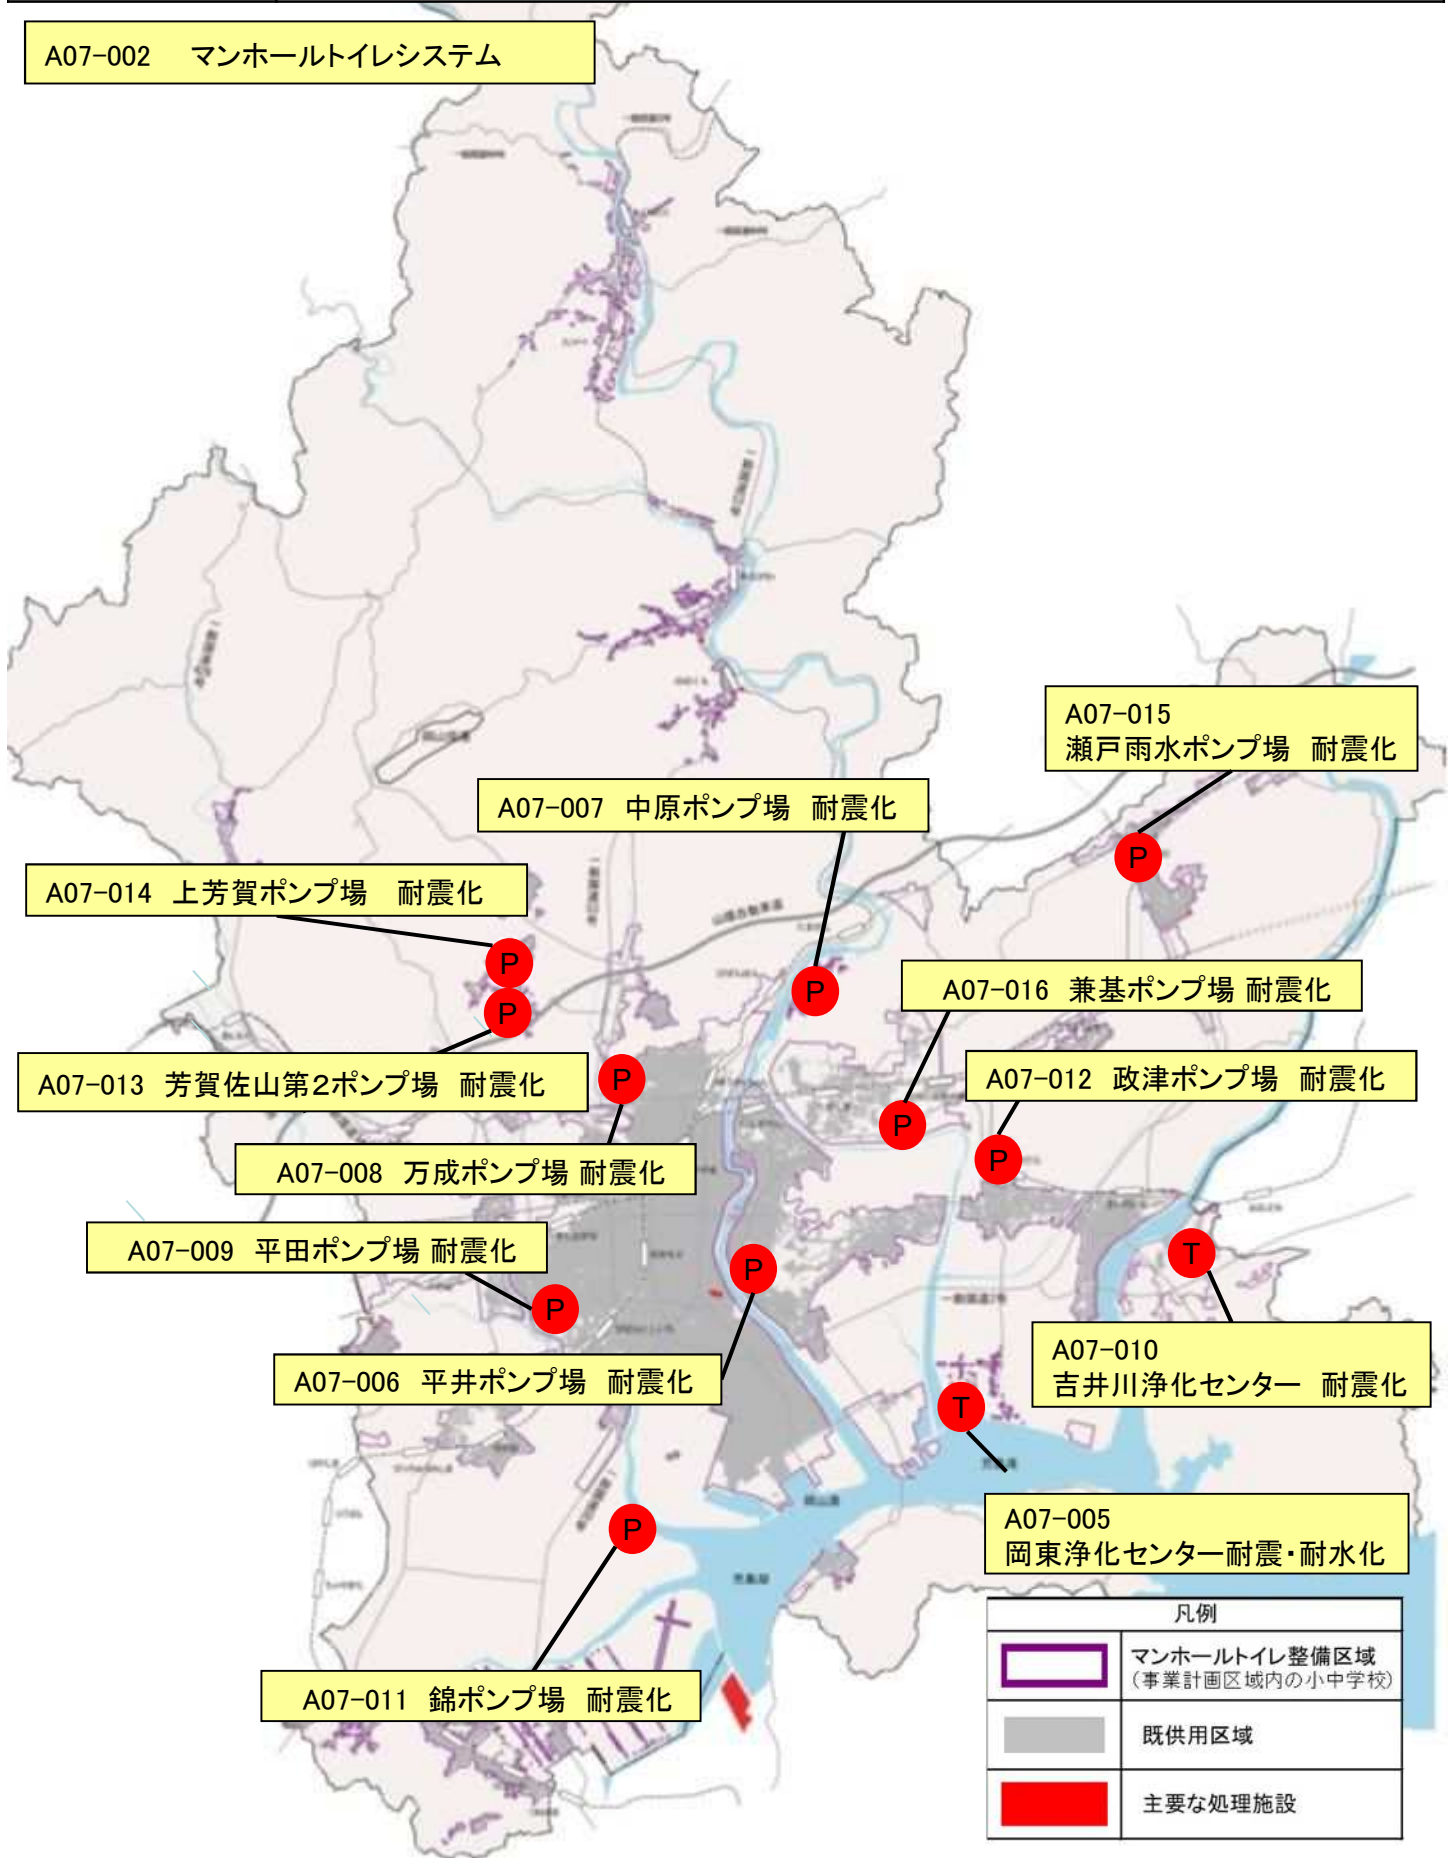 A07-002 マンホールトイレシステム
A07-015
瀬戸雨水ポンプ場 耐震化
A07-007 中原ポンプ場 耐震化
P
A07-014 上芳賀ポンプ場 耐震化
P
P
P
A07-016 兼基ポンプ場 耐震化
A07-013 芳賀佐山第2ポンプ場 耐震化
P
A07-012 政津ポンプ場 耐震化
P
P
A07-008 万成ポンプ場 耐震化
A07-009 平田ポンプ場 耐震化
T
P
P
A07-010
吉井川浄化センター 耐震化
A07-006 平井ポンプ場 耐震化
T
A07-005
岡東浄化センター耐震・耐水化
P
A07-011 錦ポンプ場 耐震化
山陽自動車道
凡例
マンホールトイレ整備区域
(事業計画区域内の小中学校)
既供用区域
主要な処理施設